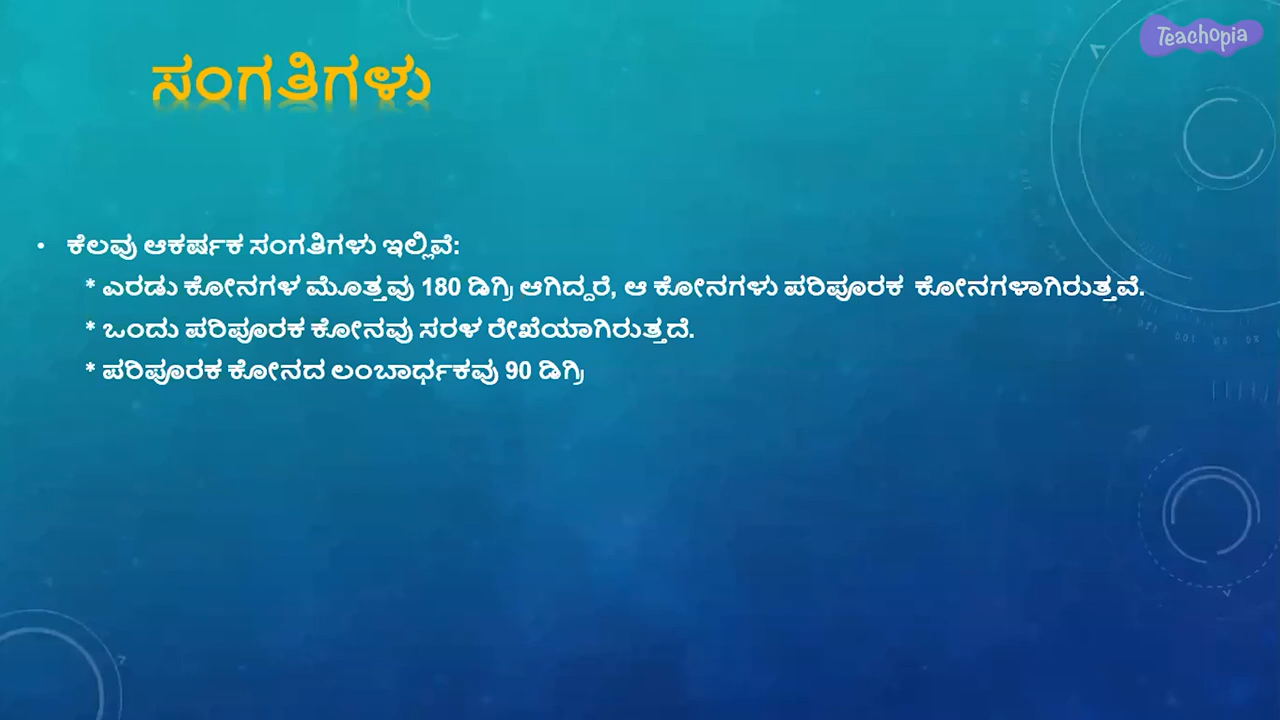 Teachopia
ಸಂಗತಿಗಳು
• ಕೆಲವು ಆಕರ್ಷಕ ಸಂಗತಿಗಳು ಇಲ್ಲಿವೆ:
* ಎರಡು ಕೋನಗಳ ಮೊತ್ತವು 180 ಡಿಗ್ರಿ ಆಗಿದ್ದರೆ, ಆ ಕೋನಗಳು ಪರಿಪೂರಕ ಕೋನಗಳಾಗಿರುತ್ತವೆ.
* ಒಂದು ಪರಿಪೂರಕ ಕೋನವು ಸರಳ ರೇಖೆಯಾಗಿರುತ್ತದೆ.
* ಪರಿಪೂರಕ ಕೋನದ ಲಂಬಾರ್ಧಕವು 90 ಡಿಗ್ರಿ